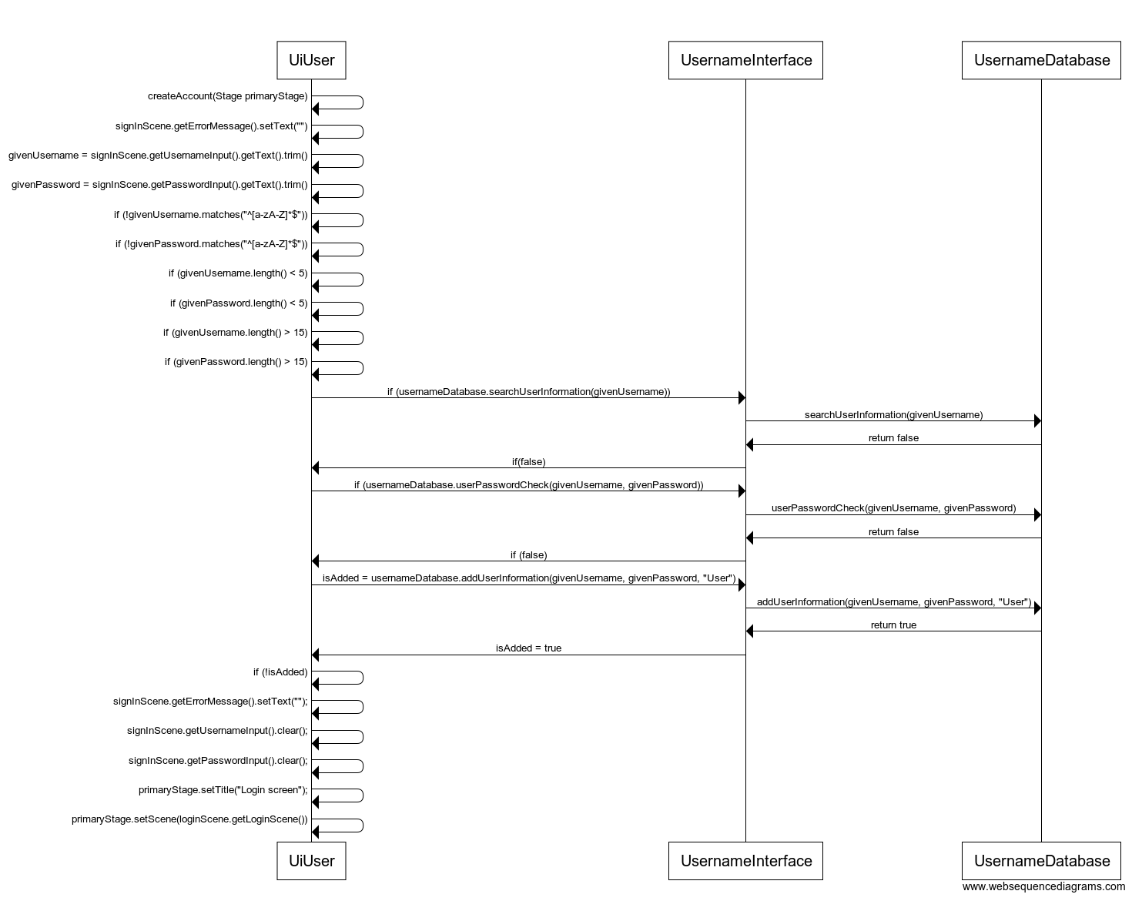 UiUser
UsernameInterface
UsernameDatabase
createAccount(Stage primaryStage)
signInScene.getErrorMessage().setText("")
givenUsername = signInScene.getUsernameInput().getText().trim()
givenPassword = signInScene.getPasswordInput().getText().trim()
if (!givenUsername.matches("^[a-zA-Z]*$"))
if (!givenPassword.matches("^[a-zA-Z]*$"))
if (givenUsername.length() < 5)
if (givenPassword.length() < 5)
if (givenUsername.length() > 15)
if (givenPassword.length() > 15)
if (usernameDatabase.searchUserInformation(givenUsername))
searchUserInformation(givenUsername)
return false
if(false)
if (usernameDatabase.userPasswordCheck(givenUsername, givenPassword))
userPasswordCheck(givenUsername, givenPassword)
return false
if (false)
isAdded = usernameDatabase.addUserInformation(givenUsername, givenPassword, "User")
addUserInformation(givenUsername, givenPassword, "User")
return true
isAdded = true
if (!isAdded)
signInScene.getErrorMessage().setText("");
signInScene.getUsernameInput().clear();
signInScene.getPasswordInput().clear();
primaryStage.setTitle("Login screen");
primaryStage.setScene(loginScene.getLoginScene())
UiUser
UsernameInterface
UsernameDatabase
www.websequencediagrams.com